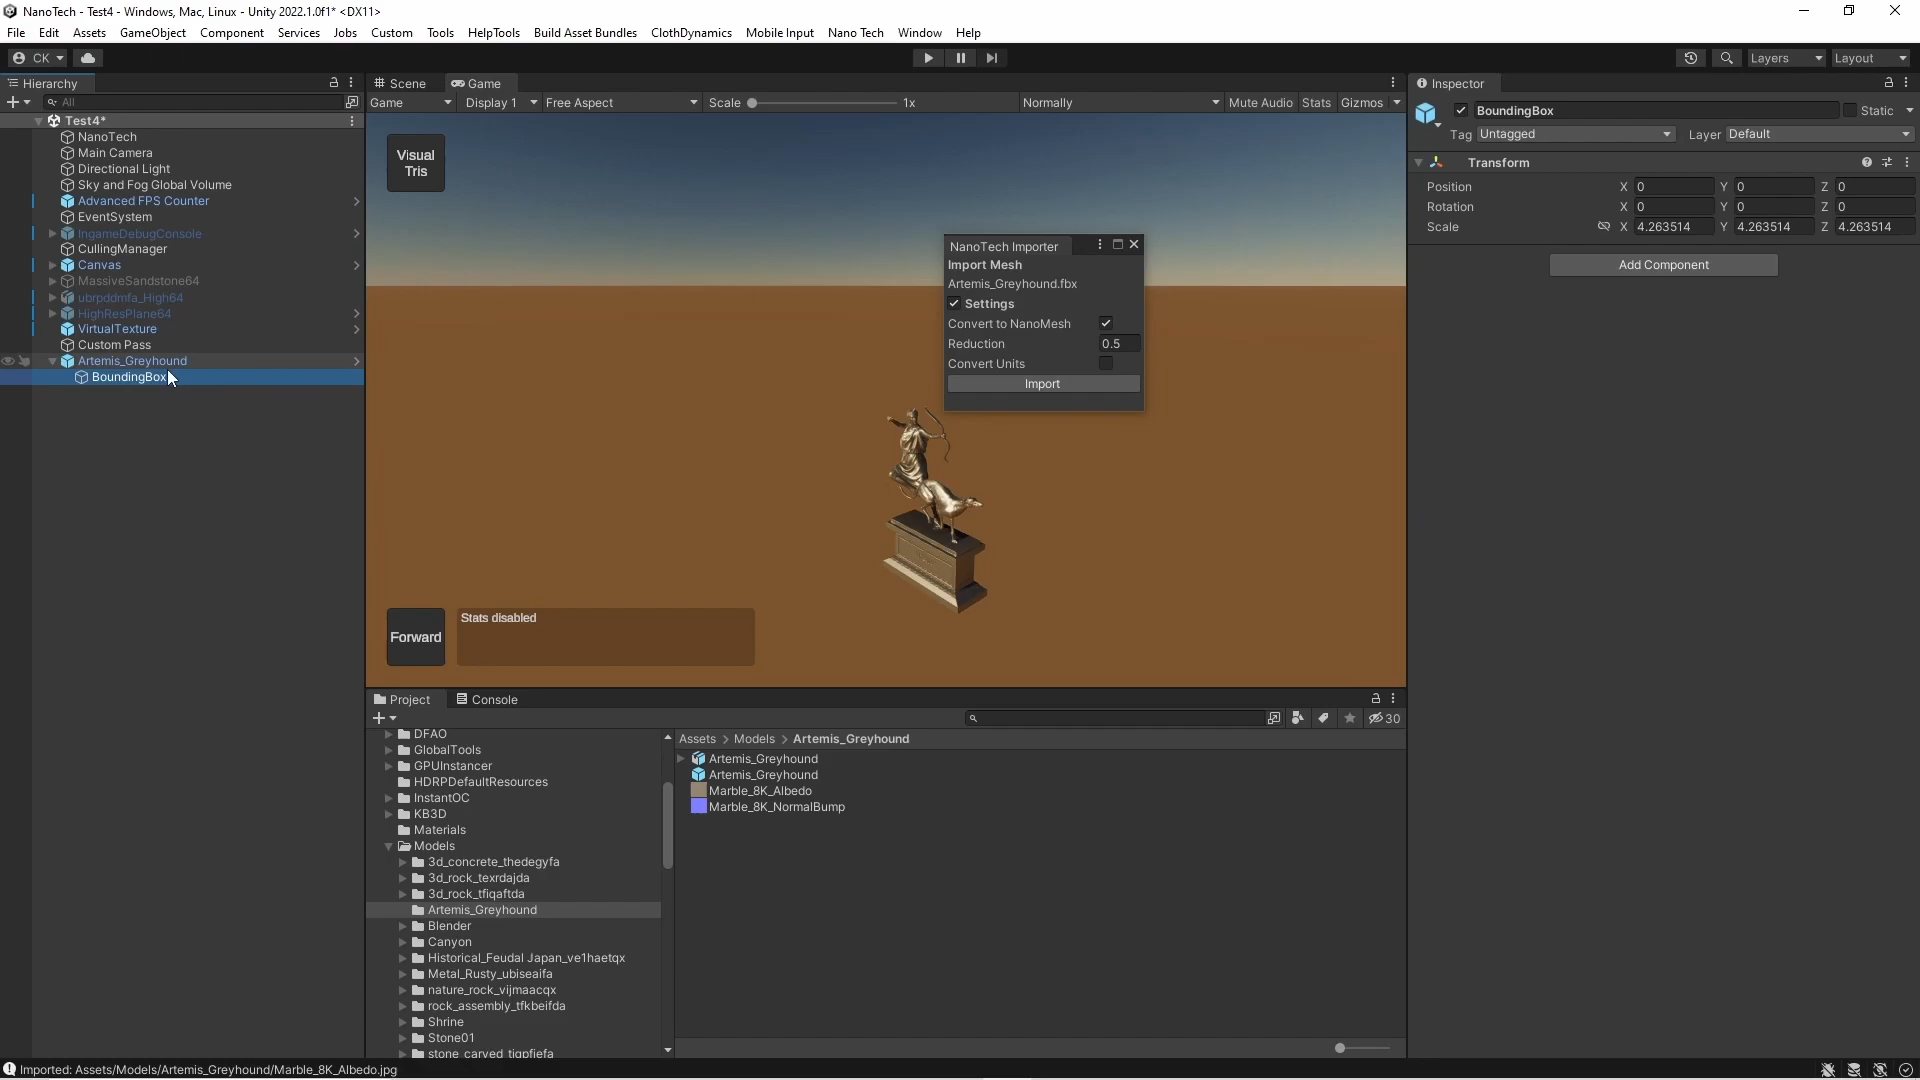 NanoTech - Test4 - Windows, Mac, Linux - Unity 2022.1.0f1* <DX11>
File Edit Assets GameObject Component Services Jobs Custom Tools HelpTools Build Asset Bundles ClothDynamics Mobile Input Nano Tech Window Help
CK Layers Layout
Hierarchy
All
Test4*
NanoTech
Main Camera
Directional Light
Sky and Fog Global Volume
Advanced FPS Counter
EventSystem
IngameDebugConsole
CullingManager
Canvas
MassiveSandstone64
ubrpddmfa_High64
HighResPlane64
VirtualTexture
Custom Pass
Artemis_Greyhound
BoundingBox
Scene Game
Game Display 1 Free Aspect Scale 1x Normally Mute Audio Stats Gizmos
Visual
Tris
NanoTech Importer
Import Mesh
Artemis_Greyhound.fbx
Settings
Convert to NanoMesh
Reduction 0.5
Convert Units
Import
Forward
Stats disabled
Project Console
30
DFAO
GlobalTools
GPUInstancer
HDRPDefaultResources
InstantOC
KB3D
Materials
Models
3d_concrete_thedegyfa
3d_rock_texrdajda
3d_rock_tfiqaftda
Artemis_Greyhound
Blender
Canyon
Historical_Feudal Japan_ve1haetqx
Metal_Rusty_ubiseaifa
nature_rock_vijmaacqx
rock_assembly_tfkbeifda
Shrine
Stone01
stone_carved_tiqpfiefa
Assets > Models > Artemis_Greyhound
Artemis_Greyhound
Artemis_Greyhound
Marble_8K_Albedo
Marble_8K_NormalBump
Inspector
BoundingBox Static
Tag Untagged Layer Default
Transform
Position X 0 Y 0 Z 0
Rotation X 0 Y 0 Z 0
Scale X 4.263514 Y 4.263514 Z 4.263514
Add Component
Imported: Assets/Models/Artemis_Greyhound/Marble_8K_Albedo.jpg